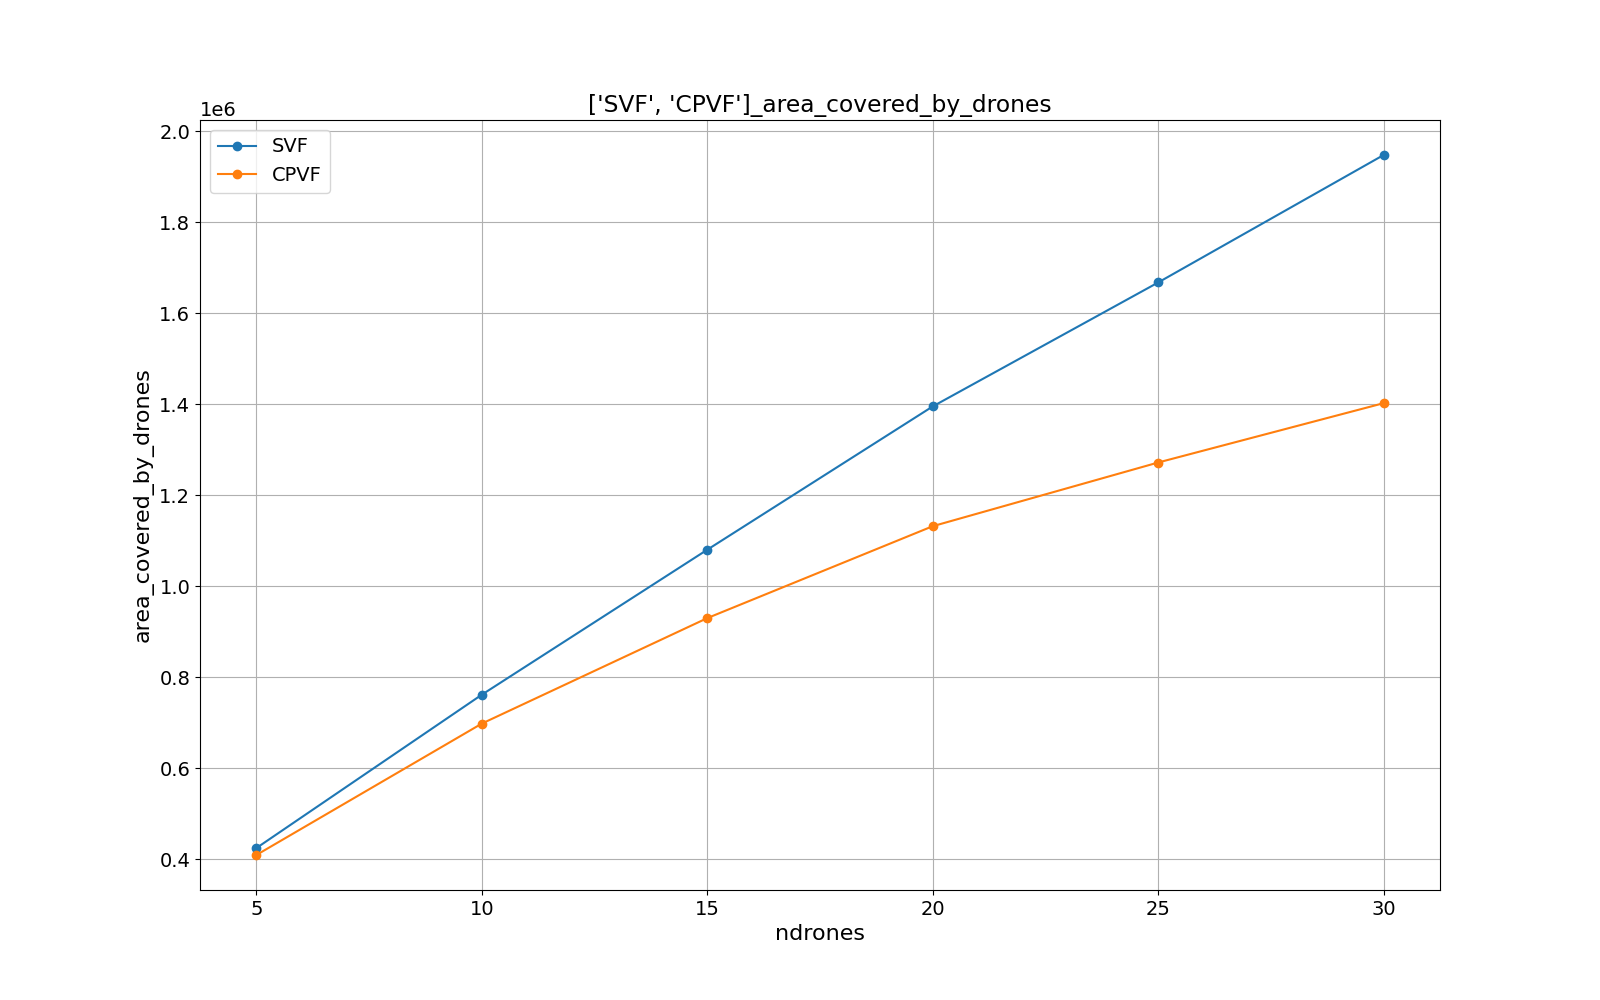 ['SVF', 'CPVF']_area_covered_by_drones
1e6
SVF
CPVF
2.0
1.8
1.6
1.4
1.2
1.0
0.8
0.6
0.4
area_covered_by_drones
5 10 15 20 25 30
ndrones